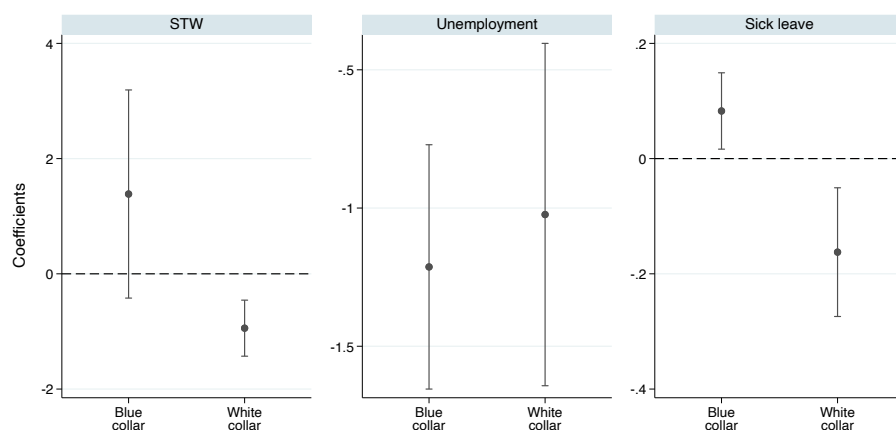 STW
Unemployment
Sick leave
Coefficients
4
2
0
-2
Blue
collar
White
collar
-.5
-1
-1.5
Blue
collar
White
collar
.2
0
-.2
-.4
Blue
collar
White
collar